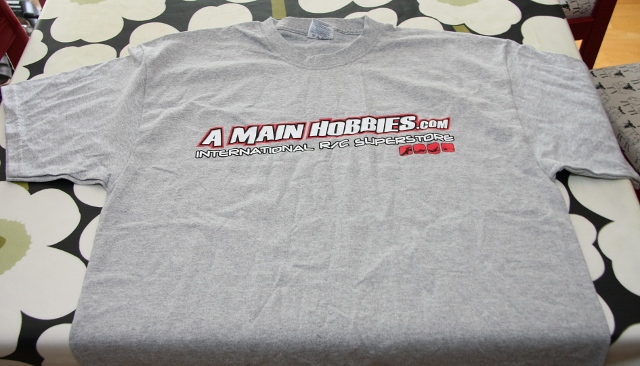 A MAIN HOBBIES.COM
INTERNATIONAL R/C SUPERSTORE